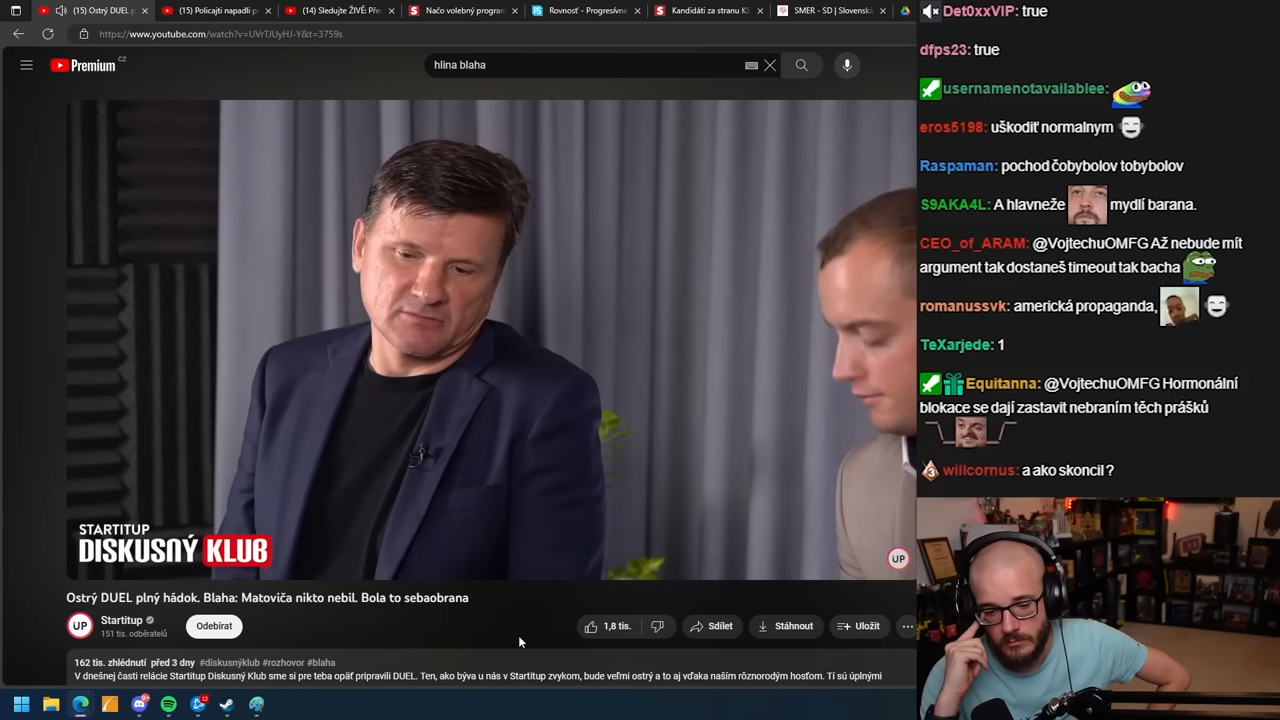 (15) Ostrý DUEL p
(15) Policajti napadli p
(14) Sledujte ŽIVĚ: Pře
Načo volebný program
Rovnosť - Progresívne
Kandidáti za stranu KS
SMER - SD | Slovenská
https://www.youtube.com/watch?v=UVrTJUyHJ-Y&t=3759s
Premium CZ
hlina blaha
STARTITUP
DISKUSNÝ KLUB
UP
Ostrý DUEL plný hádok. Blaha: Matoviča nikto nebil. Bola to sebaobrana
UP
Startitup
151 tis. odběratelů
Odebírat
1,8 tis.
Sdílet
Stáhnout
Uložit
162 tis. zhlédnutí před 3 dny #diskusnýklub #rozhovor #blaha
V dnešnej časti relácie Startitup Diskusný Klub sme si pre teba opäť pripravili DUEL. Ten, ako býva u nás v Startitup zvykom, bude veľmi ostrý a to aj vďaka našim rôznorodým hosťom. Tí sú úplnými
Det0xxVIP: true
dfps23: true
usernamenotavailablee:
eros5198: uškodiť normalnym
Raspaman: pochod čobybolov tobybolov
S9AKA4L: A hlavneže mydlí barana.
CEO_of_ARAM: @VojtechuOMFG Až nebude mít
argument tak dostaneš timeout tak bacha
romanussvk: americká propaganda,
TeXarjede: 1
Equitanna: @VojtechuOMFG Hormonální
blokace se dají zastavit nebraním těch prášků
3 willcornus: a ako skoncil ?